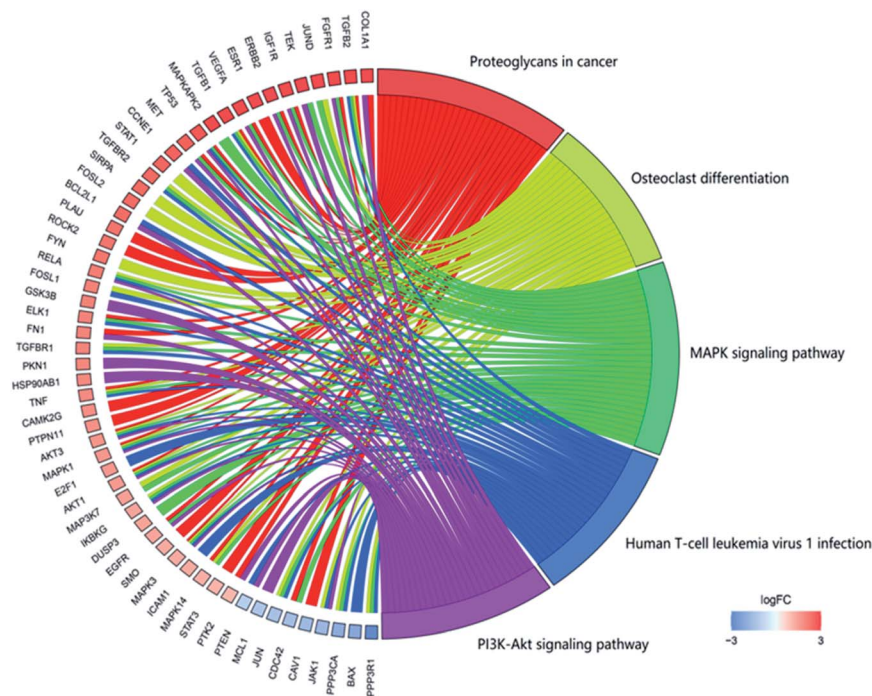 COL1A1
TGFB2
FGFR1
JUND
TEK
IGF1R
ERBB2
ESR1
VEGFA
TGFB1
MAPKAPK2
TP53
MET
CCNE1
STAT1
TGFBR2
SIRPA
FOSL2
BCL2L1
PLAU
ROCK2
FYN
RELA
FOSL1
GSK3B
ELK1
FN1
TGFBR1
PKN1
HSP90AB1
TNF
CAMK2G
PTPN11
AKT3
MAPK1
E2F1
AKT1
MAP3K7
IKBKG
DUSP3
EGFR
SMO
MAPK3
ICAM1
MAPK14
STAT3
PTK2
PTEN
MCL1
JUN
CDC42
CAV1
JAK1
PPP3CA
BAX
PPP3R1
Proteoglycans in cancer
Osteoclast differentiation
MAPK signaling pathway
Human T-cell leukemia virus 1 infection
PI3K-Akt signaling pathway
logFC
−3 3